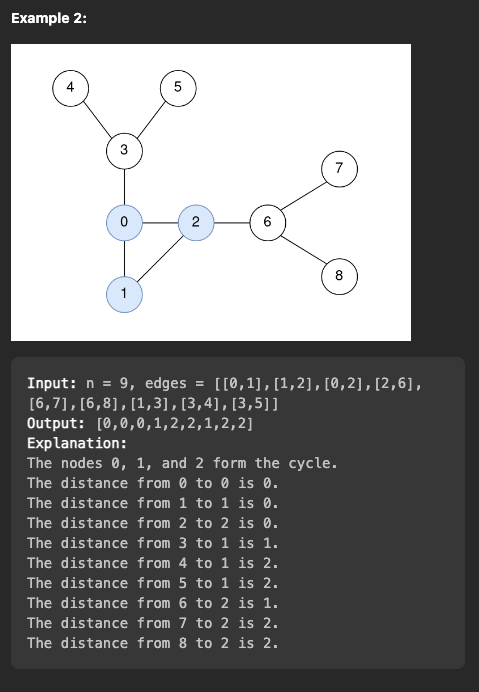 Example 2:
4
5
3
7
0
2
6
8
1
Input: n = 9, edges = [[0,1],[1,2],[0,2],[2,6],
[6,7],[6,8],[1,3],[3,4],[3,5]]
Output: [0,0,0,1,2,2,1,2,2]
Explanation:
The nodes 0, 1, and 2 form the cycle.
The distance from 0 to 0 is 0.
The distance from 1 to 1 is 0.
The distance from 2 to 2 is 0.
The distance from 3 to 1 is 1.
The distance from 4 to 1 is 2.
The distance from 5 to 1 is 2.
The distance from 6 to 2 is 1.
The distance from 7 to 2 is 2.
The distance from 8 to 2 is 2.